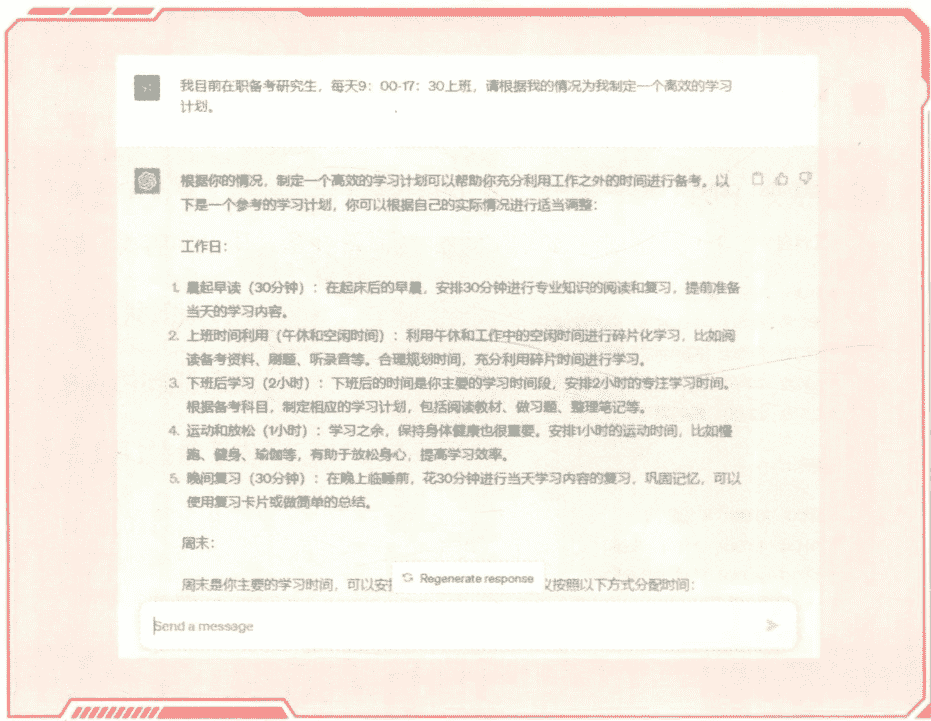 我目前在职备考研究生，每天9：00-17：30上班，请根据我的情况为我制定一个高效的学习
计划。
根据你的情况，制定一个高效的学习计划可以帮助你充分利用工作之外的时间进行备考。以
下是一个参考的学习计划，你可以根据自己的实际情况进行适当调整：
工作日：
1. 晨起早读（30分钟）：在起床后的早晨，安排30分钟进行专业知识的阅读和复习，提前准备
当天的学习内容。
2. 上班时间利用（午休和空闲时间）：利用午休和工作中的空闲时间进行碎片化学习，比如阅
读备考资料、刷题、听录音等。合理规划时间，充分利用碎片时间进行学习。
3. 下班后学习（2小时）：下班后的时间是你主要的学习时间段，安排2小时的专注学习时间。
根据备考科目，制定相应的学习计划，包括阅读教材、做习题、整理笔记等。
4. 运动和放松（1小时）：学习之余，保持身体健康也很重要。安排1小时的运动时间，比如慢
跑、健身、瑜伽等，有助于放松身心，提高学习效率。
5. 晚间复习（30分钟）：在晚上临睡前，花30分钟进行当天学习内容的复习，巩固记忆，可以
使用复习卡片或做简单的总结。
周末：
周末是你主要的学习时间，可以安 按照以下方式分配时间：
Regenerate response
Send a message